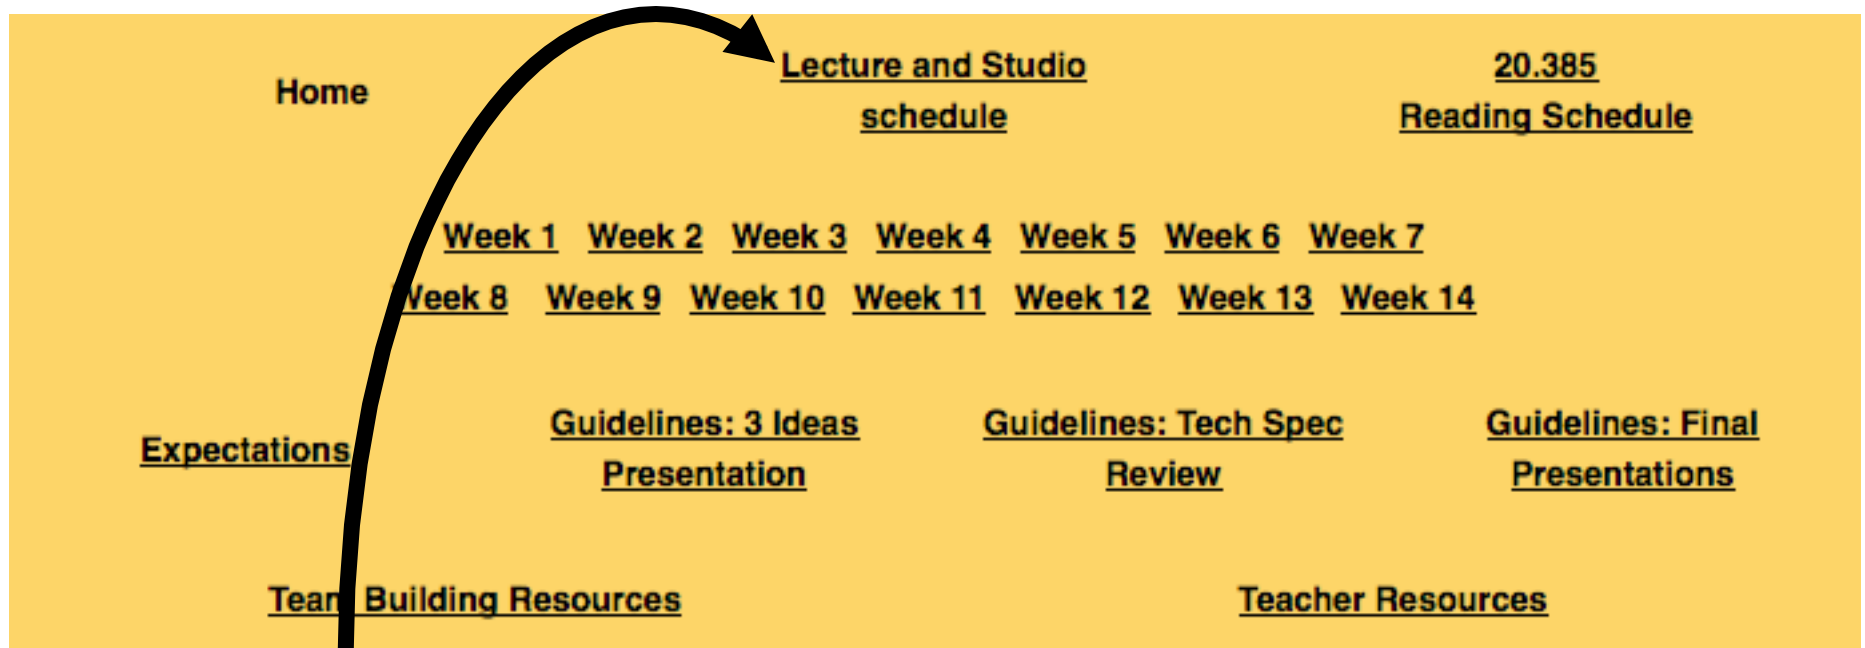 Home
Lecture and Studio
schedule
20.385
Reading Schedule
Week 1 Week 2 Week 3 Week 4 Week 5 Week 6 Week 7
Week 8 Week 9 Week 10 Week 11 Week 12 Week 13 Week 14
Expectations
Guidelines: 3 Ideas
Presentation
Guidelines: Tech Spec
Review
Guidelines: Final
Presentations
Team Building Resources
Teacher Resources